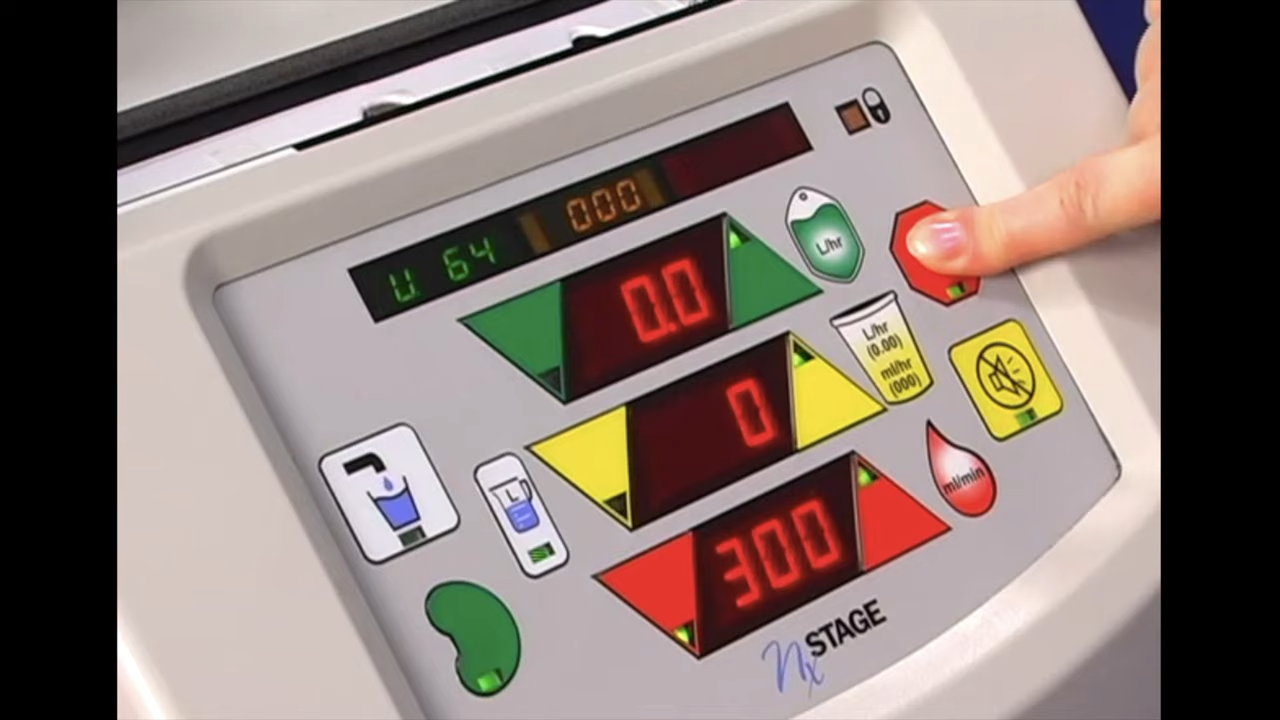 U. 64 000
L/hr
0.0
L/hr
(0.00)
ml/hr
(000)
0
ml/min
300
L
NxSTAGE